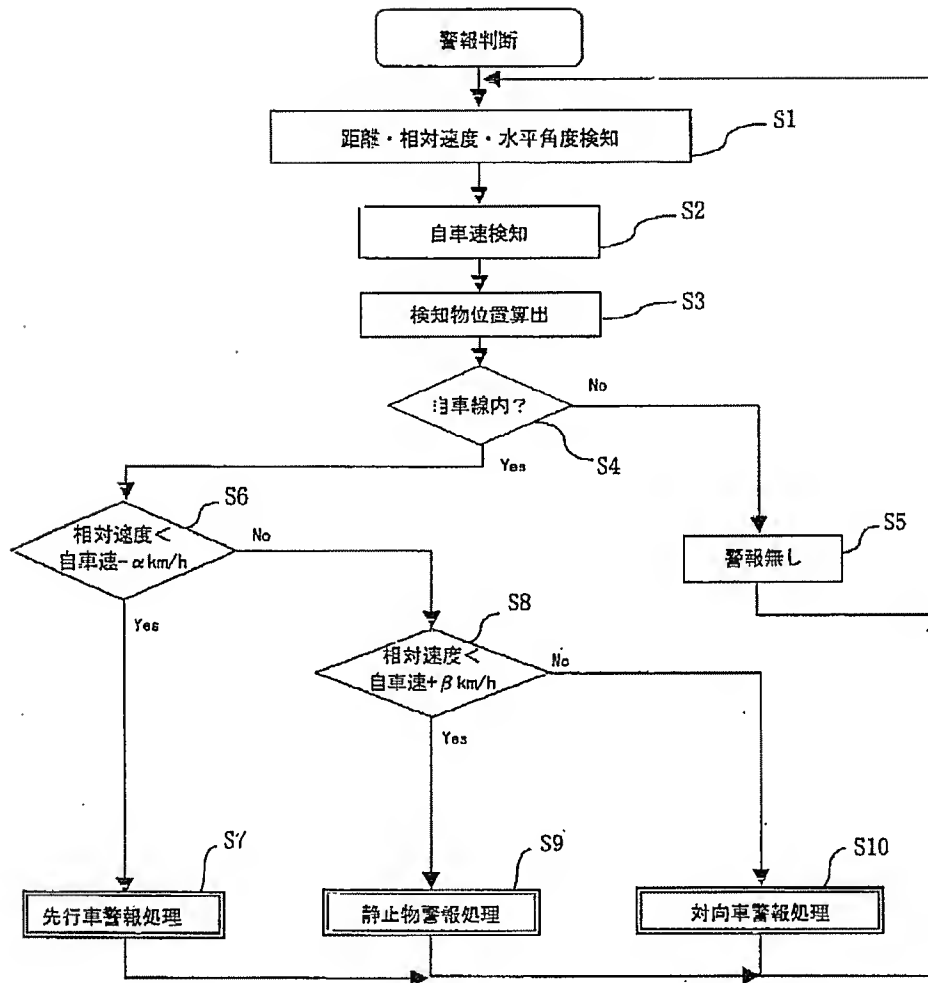 警報判断
距離・相対速度・水平角度検知
S1
自車速検知
S2
検知物位置算出
S3
自車線内?
No
Yes
S4
相対速度<
自車速-αkm/h
S6
No
Yes
警報無し
S5
相対速度<
自車速+βkm/h
S8
No
Yes
先行車警報処理
S7
静止物警報処理
S9
対向車警報処理
S10